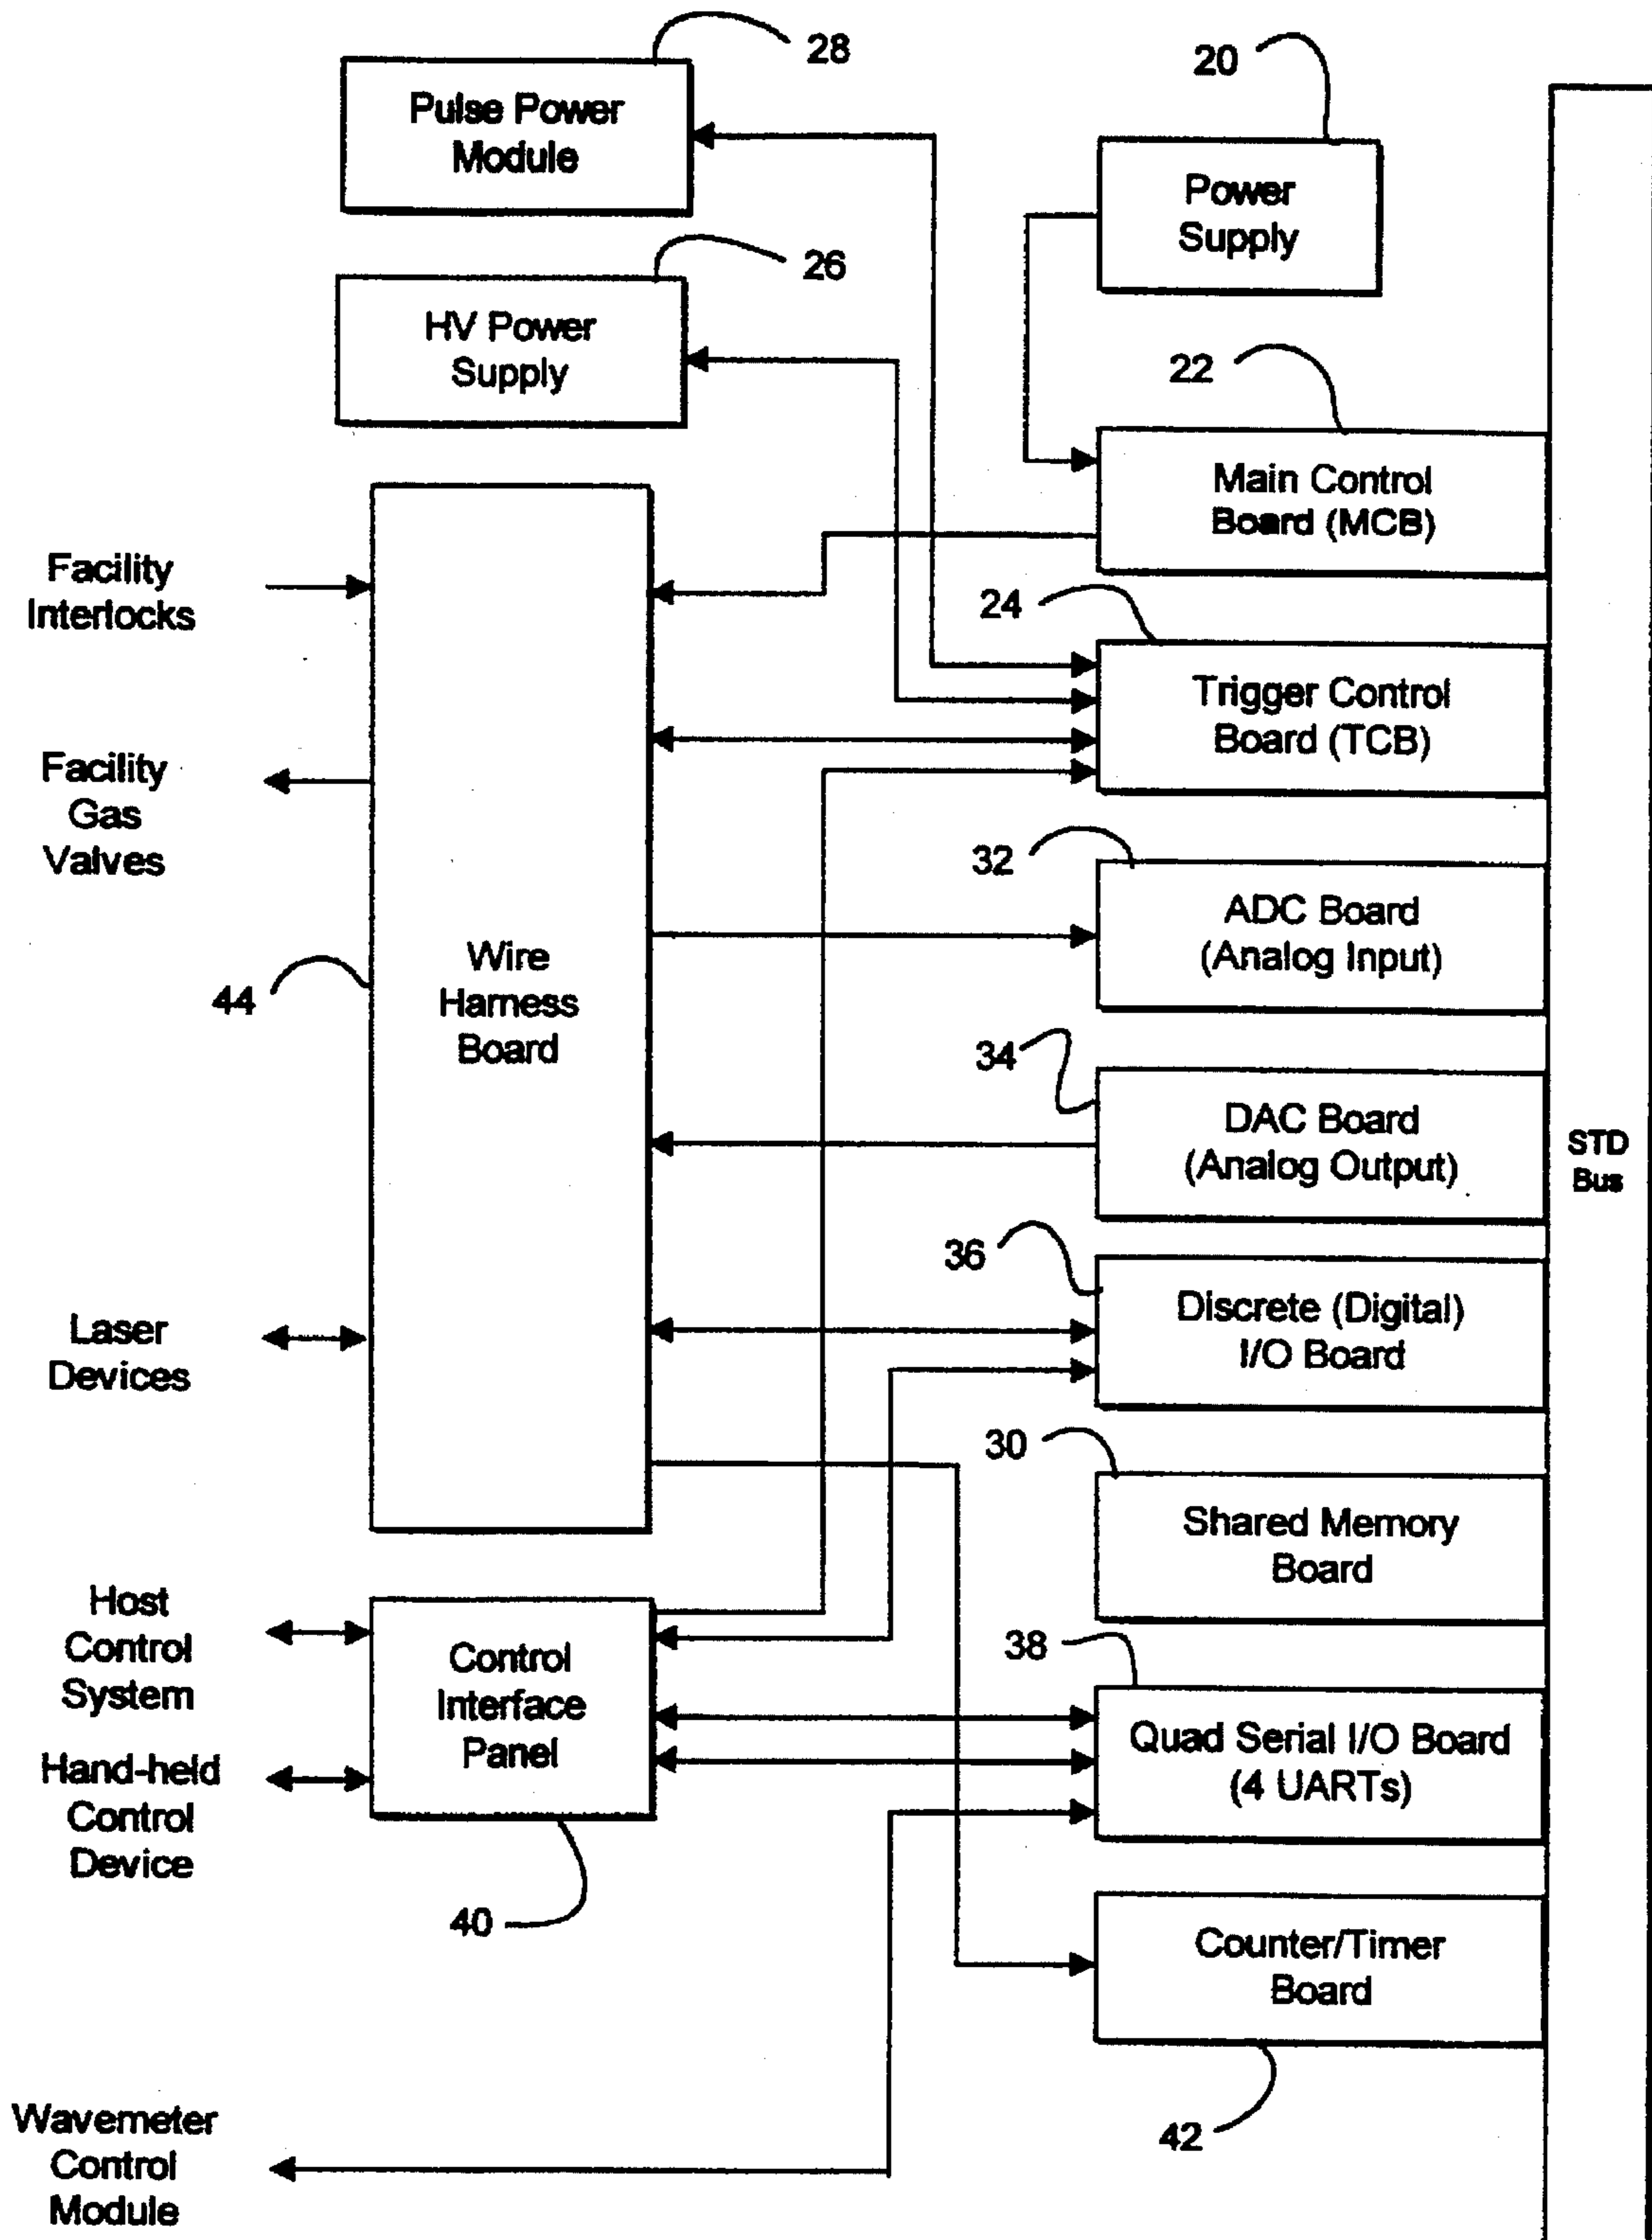 28
Pulse Power
Module
20
Power
Supply
26
HV Power
Supply
22
Main Control
Board (MCB)
Facility
Interlocks
24
Trigger Control
Board (TCB)
Facility
Gas
Valves
32
ADC Board
(Analog Input)
44
Wire
Harness
Board
34
DAC Board
(Analog Output)
STD
Bus
36
Discrete (Digital)
I/O Board
Laser
Devices
30
Shared Memory
Board
Host
Control
System
Control
Interface
Panel
38
Quad Serial I/O Board
(4 UARTs)
Hand-held
Control
Device
40
Counter/Timer
Board
42
Wavemeter
Control
Module